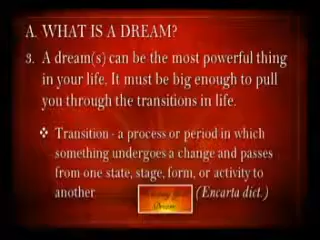 A. WHAT IS A DREAM?
3. A dream(s) can be the most powerful thing
in your life. It must be big enough to pull
you through the transitions in life.
❖ Transition - a process or period in which
something undergoes a change and passes
from one state, stage, form, or activity to
another (Encarta dict.)
Dream